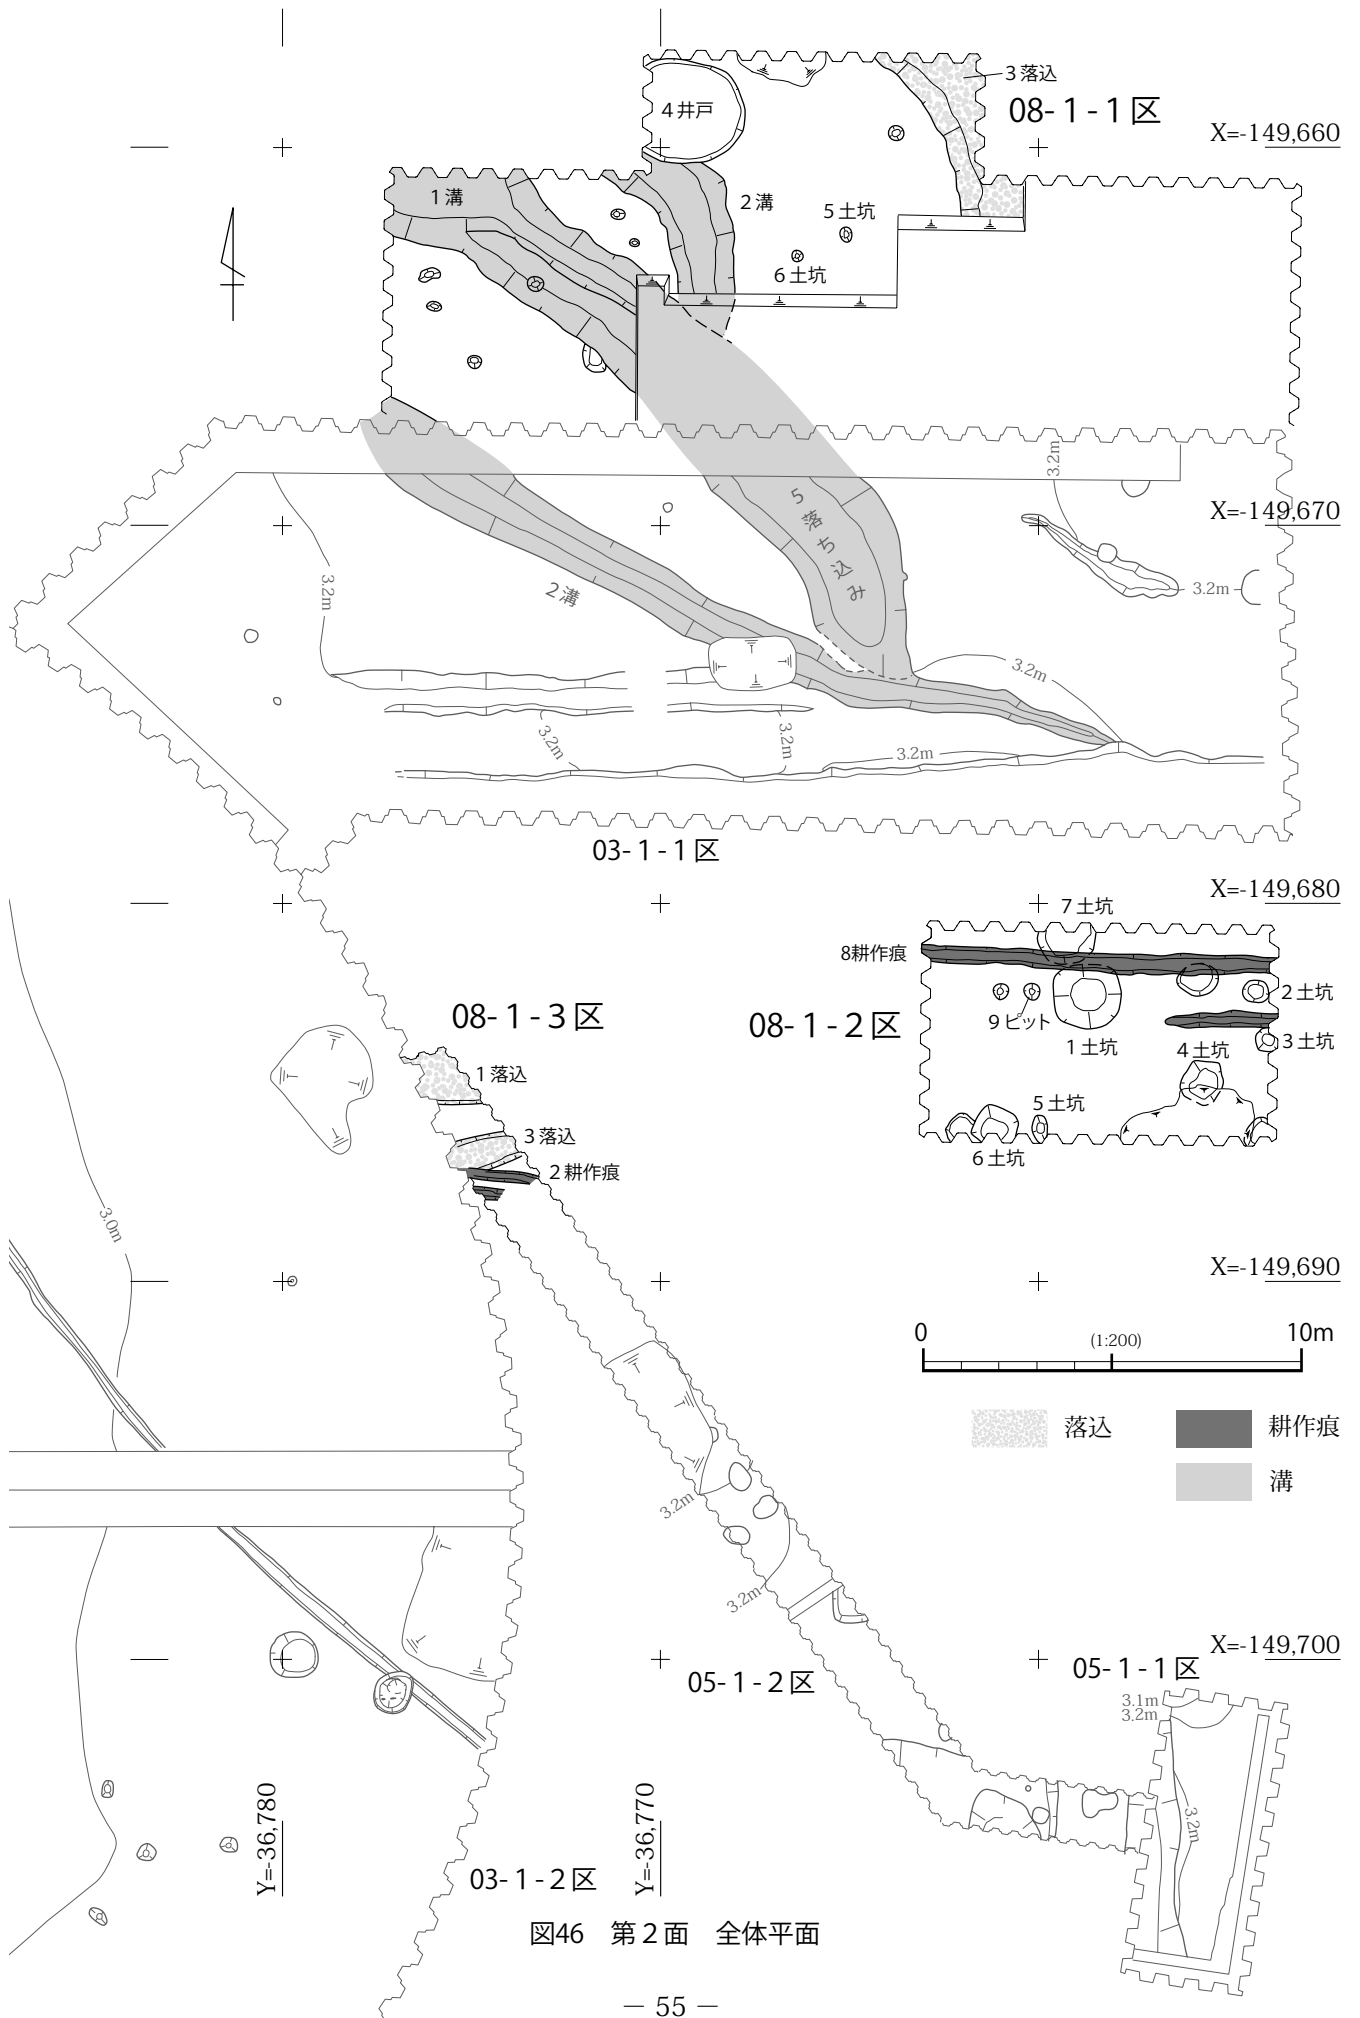 3落込
08-1-1区
4井戸
X=-149,660
1溝
2溝
5土坑
6土坑
3.2m
5落ち込み
X=-149,670
3.2m
2溝
3.2m
3.2m
3.2m
3.2m
3.2m
03-1-1区
X=-149,680
7土坑
8耕作痕
2土坑
9ピット
08-1-2区
1土坑
3土坑
4土坑
5土坑
6土坑
08-1-3区
1落込
3落込
2耕作痕
3.0m
X=-149,690
0
(1:200)
10m
落込
耕作痕
溝
3.2m
3.2m
X=-149,700
05-1-2区
05-1-1区
3.1m
3.2m
3.2m
Y=-36,780
Y=-36,770
03-1-2区
図46　第2面　全体平面
— 55 —